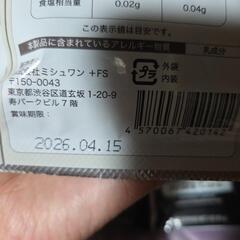 食塩相当量 0.02g 0.04g
この表示値は目安です。
本製品に含まれているアレルギー物質 乳成分
株式会社ミシュワン +FS
〒150-0043
東京都渋谷区道玄坂1-20-9
寿パークビル7階
賞味期限:
プラ 外袋
内袋
2026.04.15
4570067420142